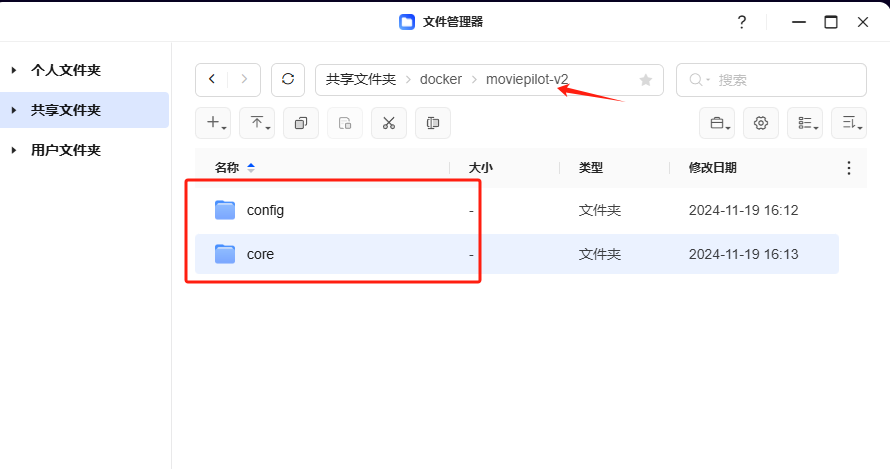 文件管理器
?
个人文件夹
共享文件夹
用户文件夹
共享文件夹 > docker > moviepilot-v2
搜索
名称 大小 类型 修改日期
config - 文件夹 2024-11-19 16:12
core - 文件夹 2024-11-19 16:13